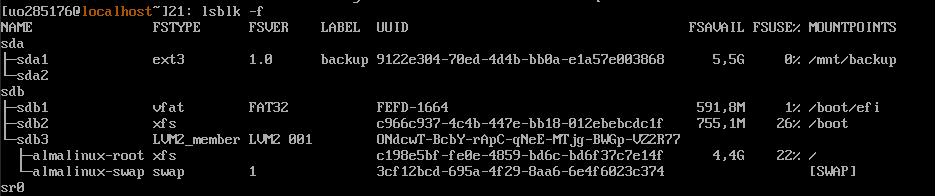 [uo285176@localhost~]21: lsblk -f
NAME FSTYPE FSVER LABEL UUID FSAVAIL FSUSE% MOUNTPOINTS
sda
├─sda1 ext3 1.0 backup 9122e304-70ed-4d4b-bb0a-e1a57e003868 5,5G 0% /mnt/backup
└─sda2
sdb
├─sdb1 vfat FAT32 FEFD-1664 591,8M 1% /boot/efi
├─sdb2 xfs c966c937-4c4b-447e-bb18-012ebebcdc1f 755,1M 26% /boot
└─sdb3 LVM2_member LVM2 001 ONdcwT-BcbY-rApC-qNeE-MTjg-BWGp-VZ2R77
├─almalinux-root xfs c198e5bf-fe0e-4859-bd6c-bd6f37c7e14f 4,4G 22% /
└─almalinux-swap swap 1 3cf12bcd-695a-4f29-8aa6-6e4f6023c374 [SWAP]
sr0